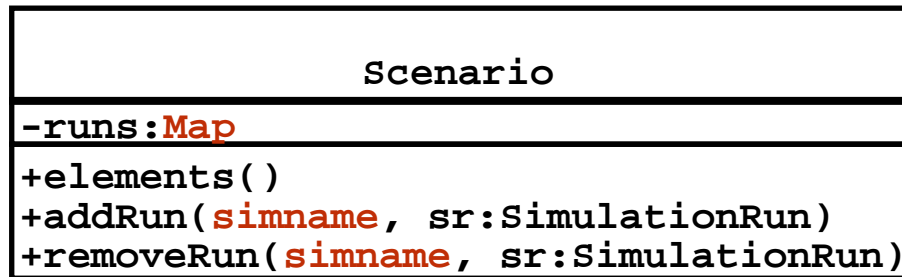 Scenario
-runs:Map
+elements()
+addRun(simname, sr:SimulationRun)
+removeRun(simname, sr:SimulationRun)